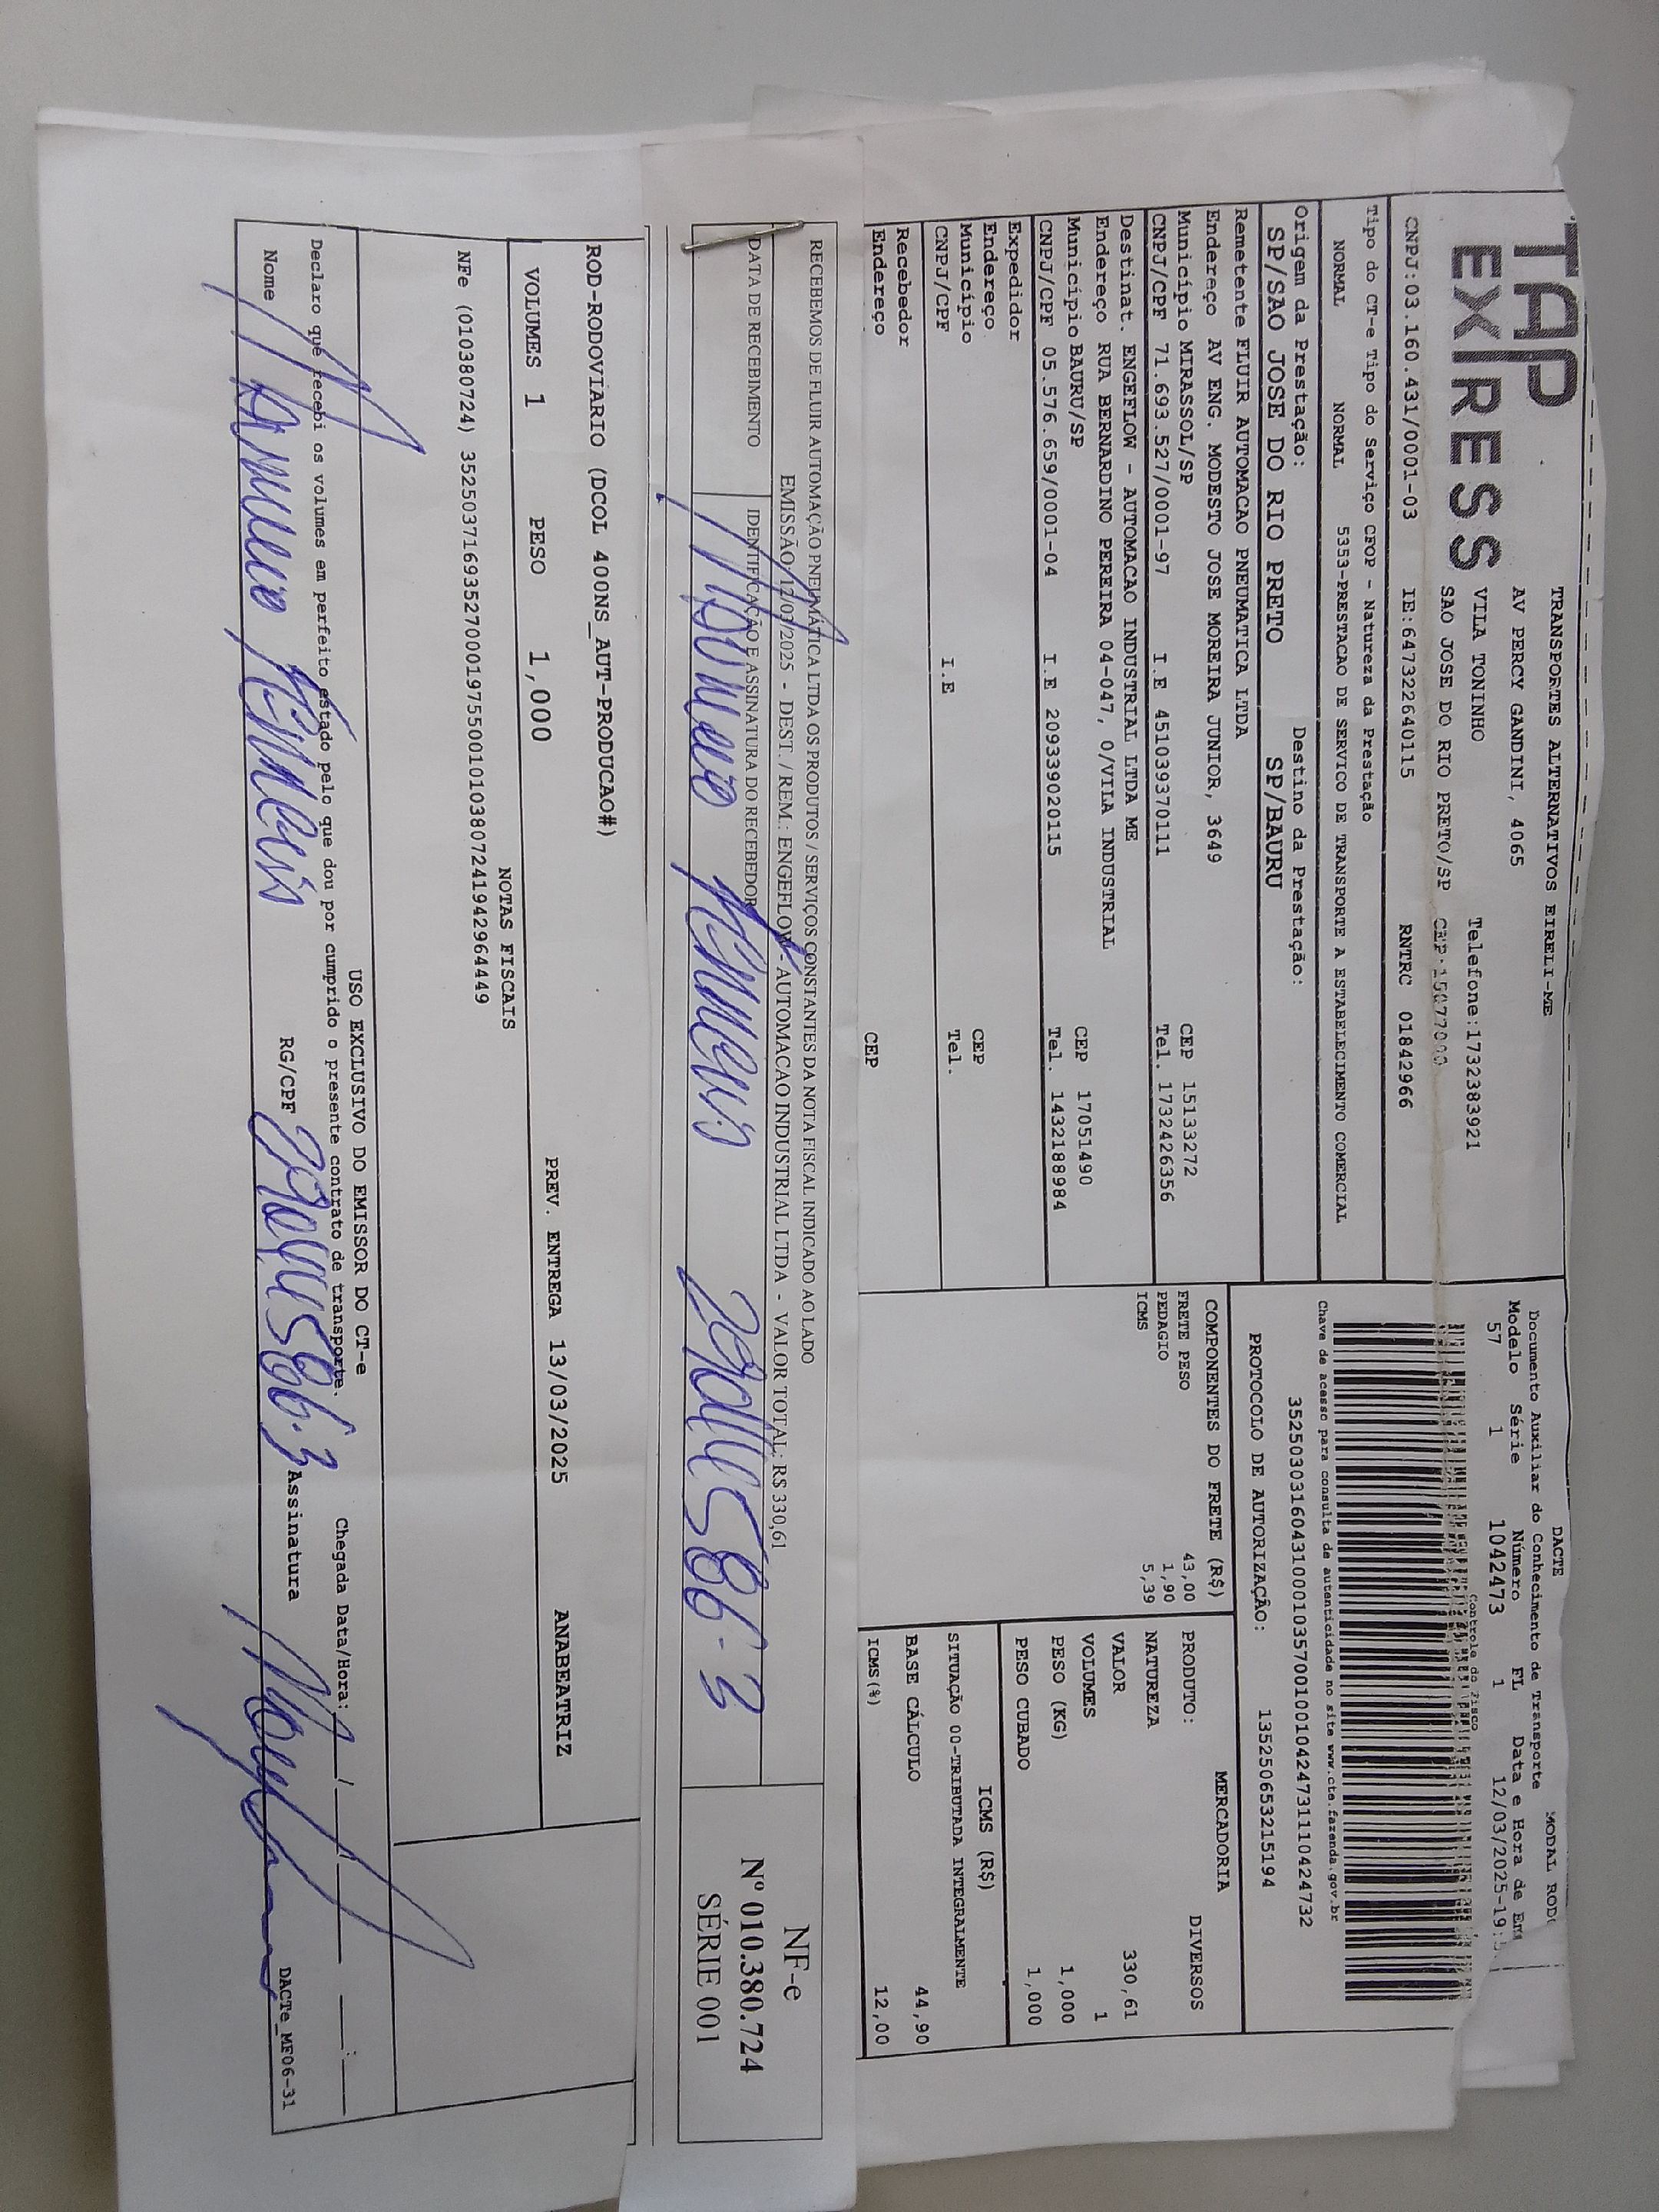 TAP
EXPRESS
TRANSPORTES ALTERNATIVOS EIRELI-ME
AV PERCY GANDINI, 4065
VILA TONINHO Telefone:1732383921
SAO JOSE DO RIO PRETO/SP CEP:15077000
CNPJ:03.160.431/0001-03 IE:647322640115 RNTRC 01842966
DACTE MODAL
Documento Auxiliar do Conhecimento de Transporte
Modelo Série Número FL Data e Hora de
57 1 1042473 1 12/03/2025-19:
Controle do Fisco
Chave de acesso para consulta de autenticidade no site www.cte.fazenda.gov.br
35250303160431000103570010010424731110424732
PROTOCOLO DE AUTORIZAÇÃO: 135250653215194
Tipo do CT-e Tipo do Serviço CFOP - Natureza da Prestação
NORMAL NORMAL 5353-PRESTACAO DE SERVICO DE TRANSPORTE A ESTABELECIMENTO COMERCIAL
Origem da Prestação: Destino da Prestação:
SP/SAO JOSE DO RIO PRETO SP/BAURU
Remetente FLUIR AUTOMACAO PNEUMATICA LTDA
Endereço AV ENG. MODESTO JOSE MOREIRA JUNIOR, 3649
Município MIRASSOL/SP CEP 15133272
CNPJ/CPF 71.693.527/0001-97 I.E 451039370111 Tel. 1732426356
Destinat. ENGEFLOW - AUTOMACAO INDUSTRIAL LTDA ME
Endereço RUA BERNARDINO PEREIRA 04-047, 0/VILA INDUSTRIAL
Município BAURU/SP CEP 17051490
CNPJ/CPF 05.576.659/0001-04 I.E 209339020115 Tel. 1432188984
Expedidor
Endereço
Município CEP
CNPJ/CPF I.E Tel.
Recebedor
Endereço CEP
COMPONENTES DO FRETE (R$)
FRETE PESO 43,00
PEDAGIO 1,90
ICMS 5,39
MERCADORIA
PRODUTO: DIVERSOS
NATUREZA
VALOR 330,61
VOLUMES 1
PESO (KG) 1,000
PESO CUBADO 1,000
ICMS (R$)
SITUAÇÃO 00-TRIBUTADA INTEGRALMENTE
BASE CÁLCULO 44,90
ICMS (%) 12,00
RECEBEMOS DE FLUIR AUTOMAÇÃO PNEUMÁTICA LTDA OS PRODUTOS / SERVIÇOS CONSTANTES DA NOTA FISCAL INDICADO AO LADO
EMISSÃO: 12/03/2025 - DEST. / REM.: ENGEFLOW - AUTOMACAO INDUSTRIAL LTDA - VALOR TOTAL: R$ 330,61
DATA DE RECEBIMENTO IDENTIFICAÇÃO E ASSINATURA DO RECEBEDOR
NF-e
Nº 010.380.724
SÉRIE 001
ROD-RODOVIARIO (DCOL 400NS_AUT-PRODUCAO#)
VOLUMES 1 PESO 1,000 PREV. ENTREGA 13/03/2025 ANABEATRIZ
NOTAS FISCAIS
NFe (010380724) 35250371693527000197550010103807241942964449
USO EXCLUSIVO DO EMISSOR DO CT-e
Declaro que recebi os volumes em perfeito estado pelo que dou por cumprido o presente contrato de transporte. Chegada Data/Hora: __/__/__ __:__
Nome RG/CPF Assinatura
DACTe_MF06-31